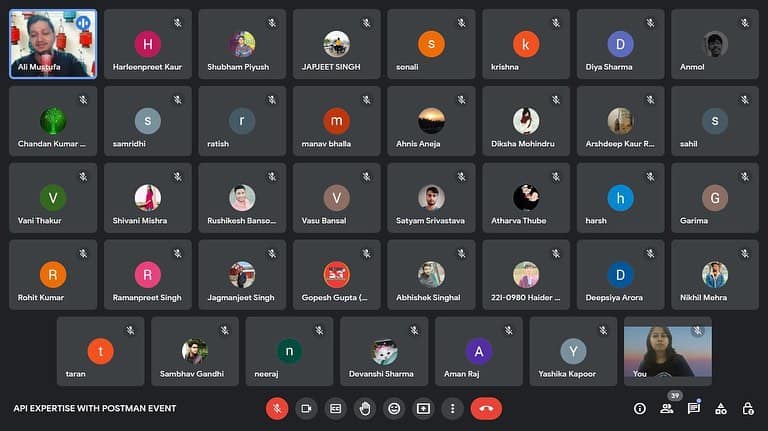 Ali Mustufa
H
Harleenpreet Kaur
Shubham Piyush
JAPJEET SINGH
s
sonali
k
krishna
D
Diya Sharma
Anmol
Chandan Kumar ...
s
samridhi
r
ratish
m
manav bhalla
Ahnis Aneja
Diksha Mohindru
Arshdeep Kaur R...
s
sahil
V
Vani Thakur
Shivani Mishra
Rushikesh Banso...
V
Vasu Bansal
Satyam Srivastava
Atharva Thube
h
harsh
G
Garima
R
Rohit Kumar
R
Ramanpreet Singh
Jagmanjeet Singh
Gopesh Gupta (...
Abhishek Singhal
22I-0980 Haider ...
D
Deepsiya Arora
Nikhil Mehra
t
taran
Sambhav Gandhi
n
neeraj
Devanshi Sharma
A
Aman Raj
Y
Yashika Kapoor
You
API EXPERTISE WITH POSTMAN EVENT
39